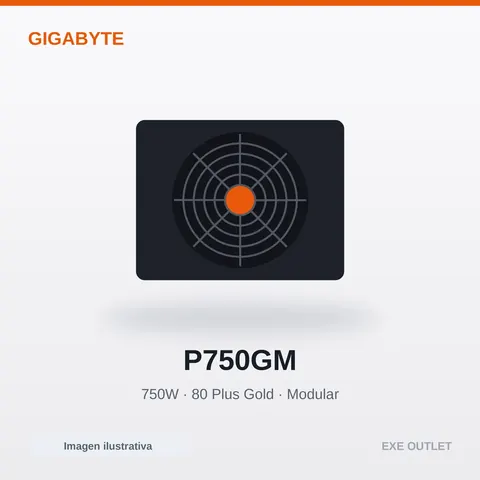 GIGABYTE
P750GM
750W · 80 Plus Gold · Modular
Imagen ilustrativa
EXE OUTLET